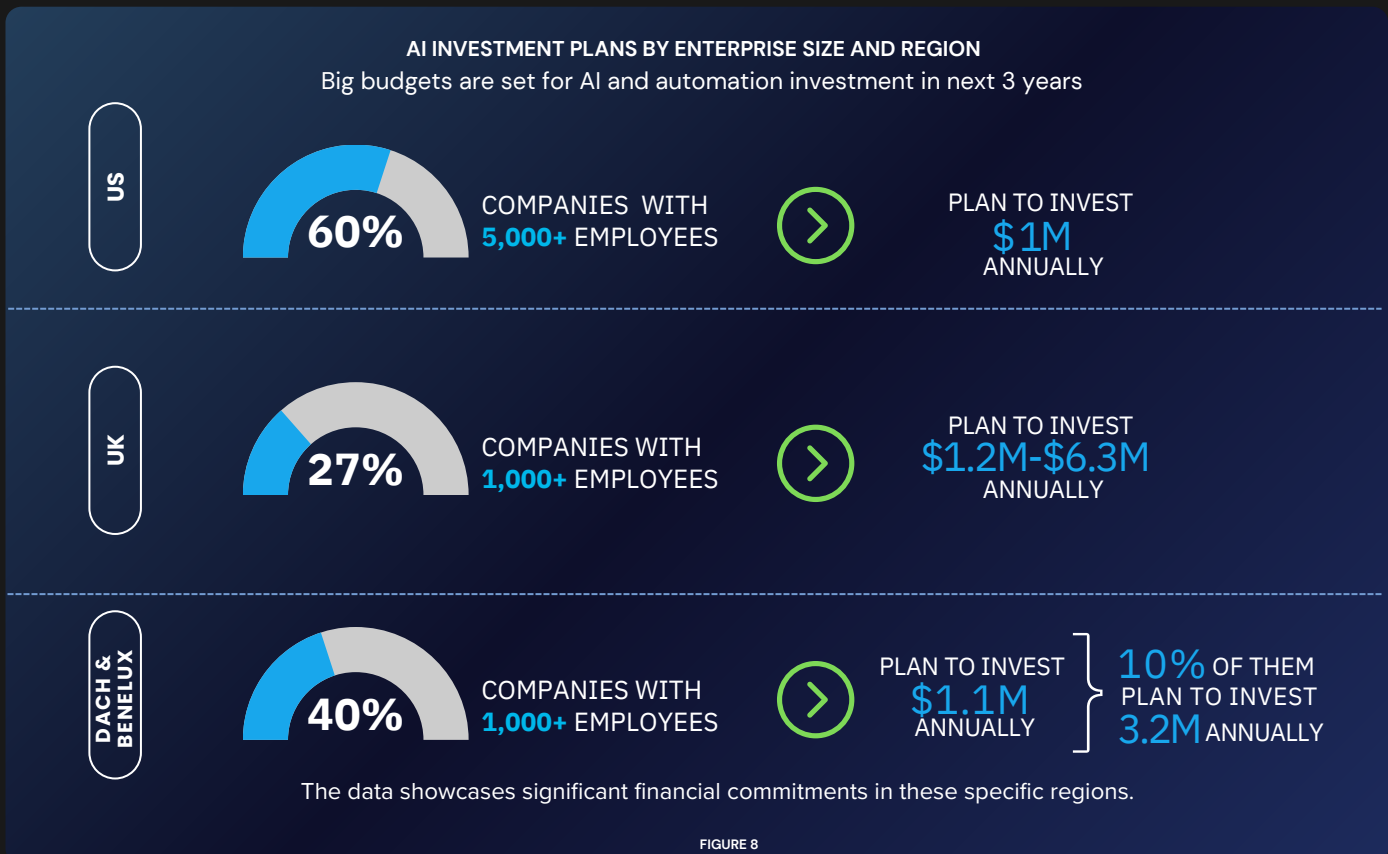 AI INVESTMENT PLANS BY ENTERPRISE SIZE AND REGION
Big budgets are set for AI and automation investment in next 3 years
US
60%
COMPANIES WITH
5,000+ EMPLOYEES
PLAN TO INVEST
$1M
ANNUALLY
UK
27%
COMPANIES WITH
1,000+ EMPLOYEES
PLAN TO INVEST
$1.2M-$6.3M
ANNUALLY
DACH &
BENELUX
40%
COMPANIES WITH
1,000+ EMPLOYEES
PLAN TO INVEST
$1.1M
ANNUALLY
10% OF THEM
PLAN TO INVEST
3.2M ANNUALLY
The data showcases significant financial commitments in these specific regions.
FIGURE 8